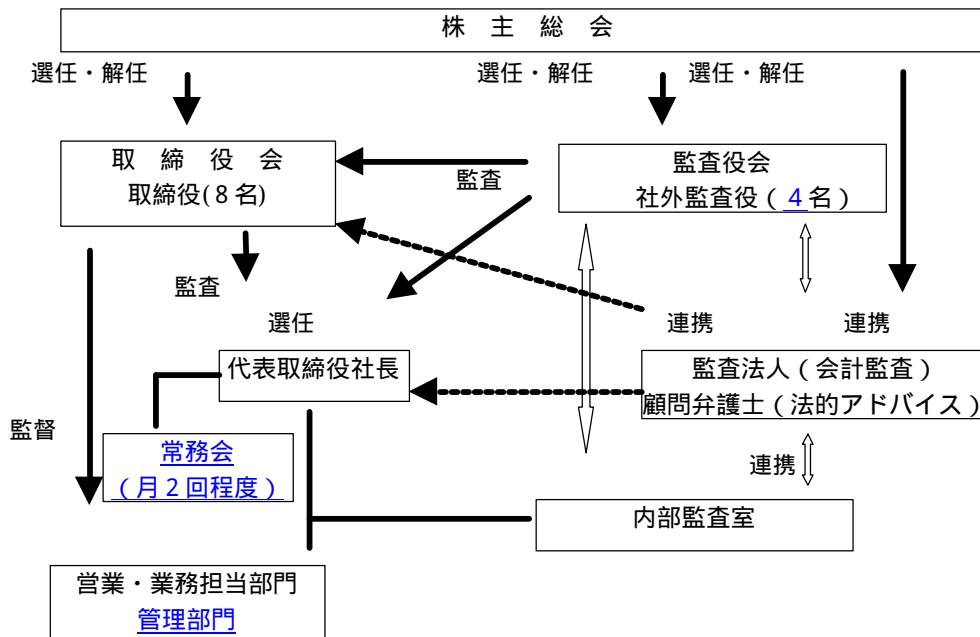 株 主 総 会
選任・解任
選任・解任
選任・解任
取 締 役 会
取締役(8名)
監査
監査役会
社外監査役(4名)
監査
選任
連携
連携
代表取締役社長
監査法人(会計監査)
顧問弁護士(法的アドバイス)
監督
常務会
(月2回程度)
連携
内部監査室
営業・業務担当部門
管理部門